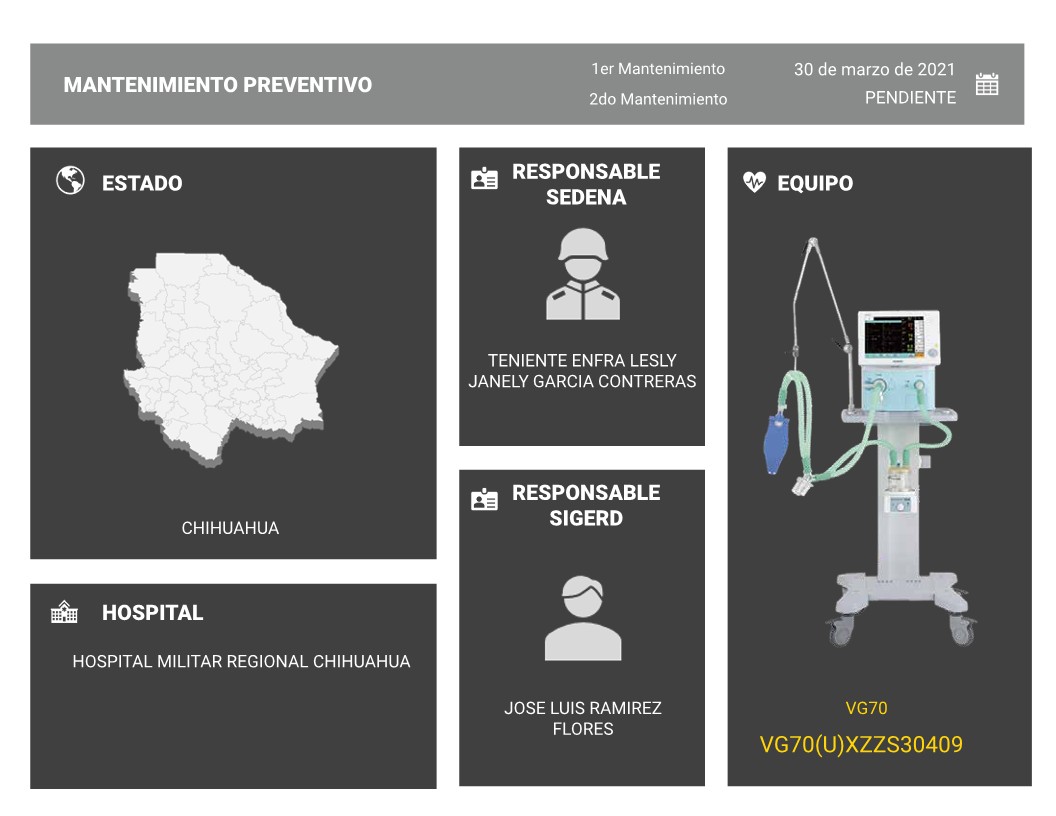 MANTENIMIENTO PREVENTIVO
1er Mantenimiento
30 de marzo de 2021
2do Mantenimiento
PENDIENTE
ESTADO
CHIHUAHUA
HOSPITAL
HOSPITAL MILITAR REGIONAL CHIHUAHUA
RESPONSABLE
SEDENA
TENIENTE ENFRA LESLY
JANELY GARCIA CONTRERAS
RESPONSABLE
SIGERD
JOSE LUIS RAMIREZ
FLORES
EQUIPO
VG70
VG70(U)XZZS30409